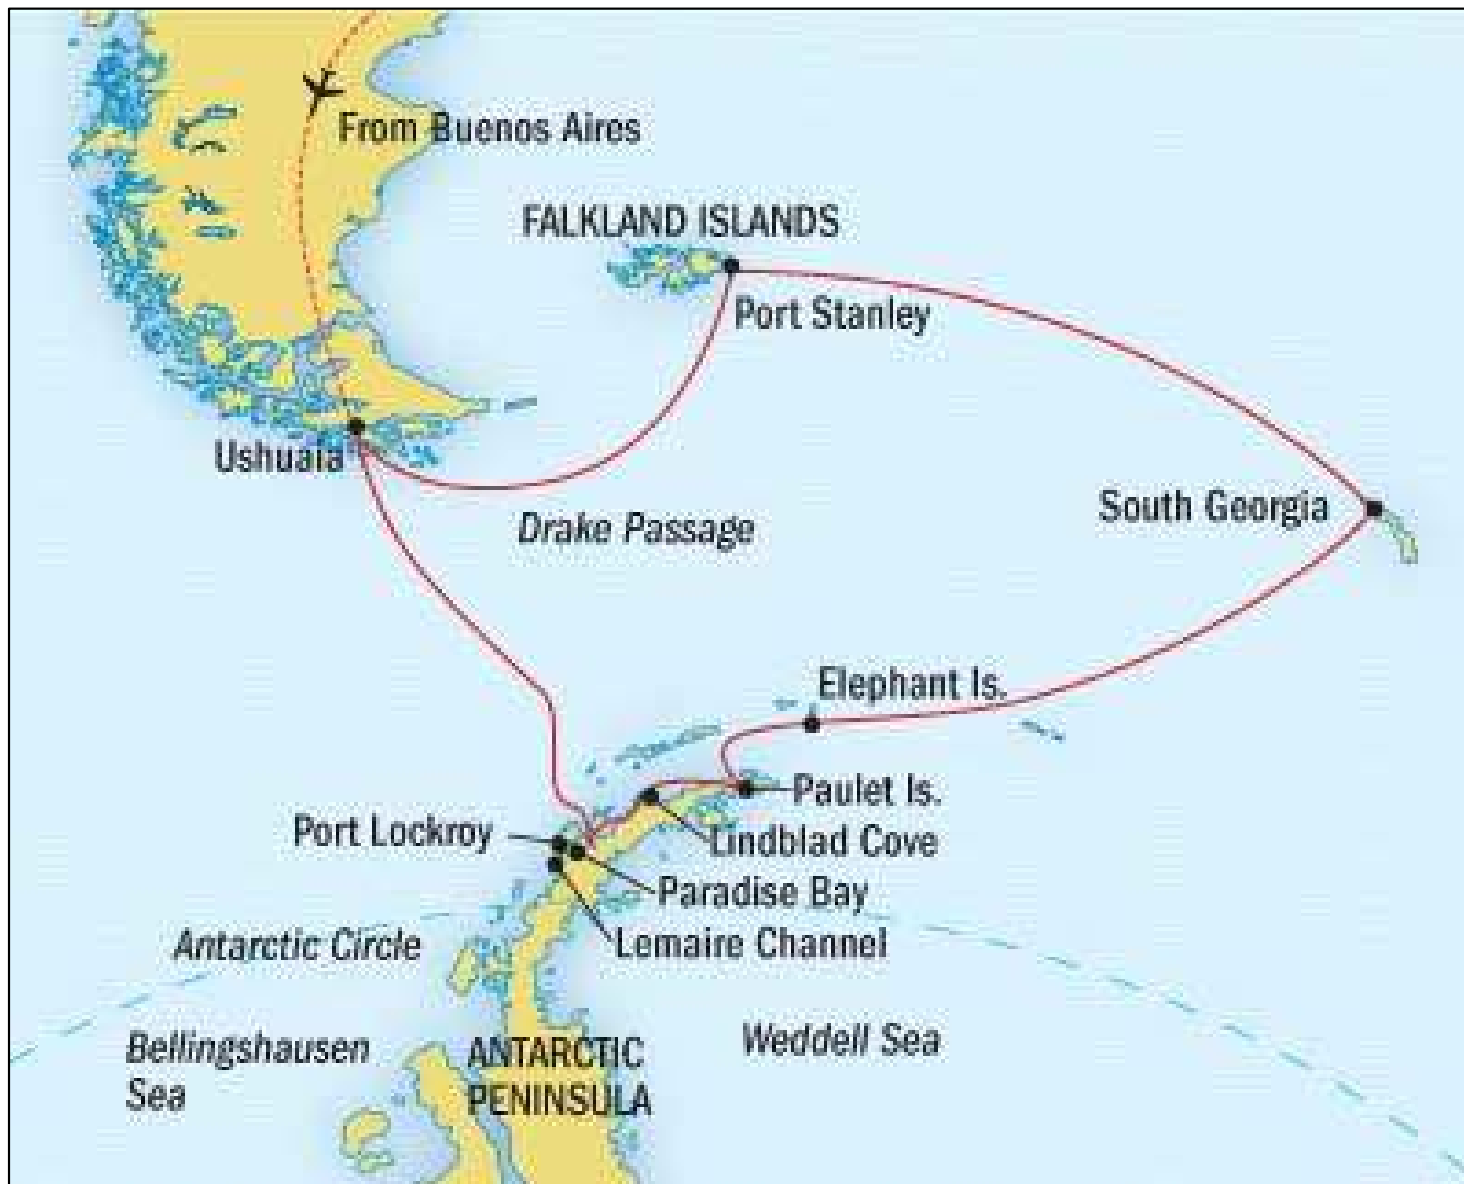 From Buenos Aires
FALKLAND ISLANDS
Port Stanley
Ushuaia
South Georgia
Drake Passage
Elephant Is.
Paulet Is.
Port Lockroy
Lindblad Cove
Paradise Bay
Antarctic Circle
Lemaire Channel
Bellingshausen
Sea
Weddell Sea
ANTARCTIC
PENINSULA